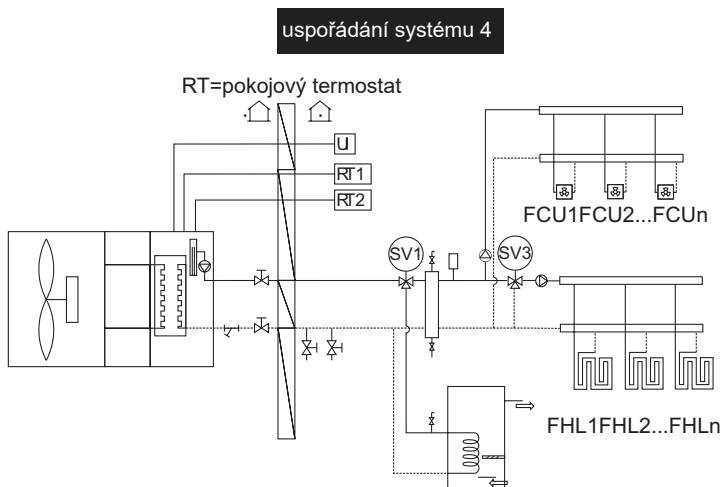 uspořádání systému 4
RT=pokojový termostat
U
RT1
RT2
SV1
SV3
FCU1FCU2...FCUn
FHL1FHL2...FHLn